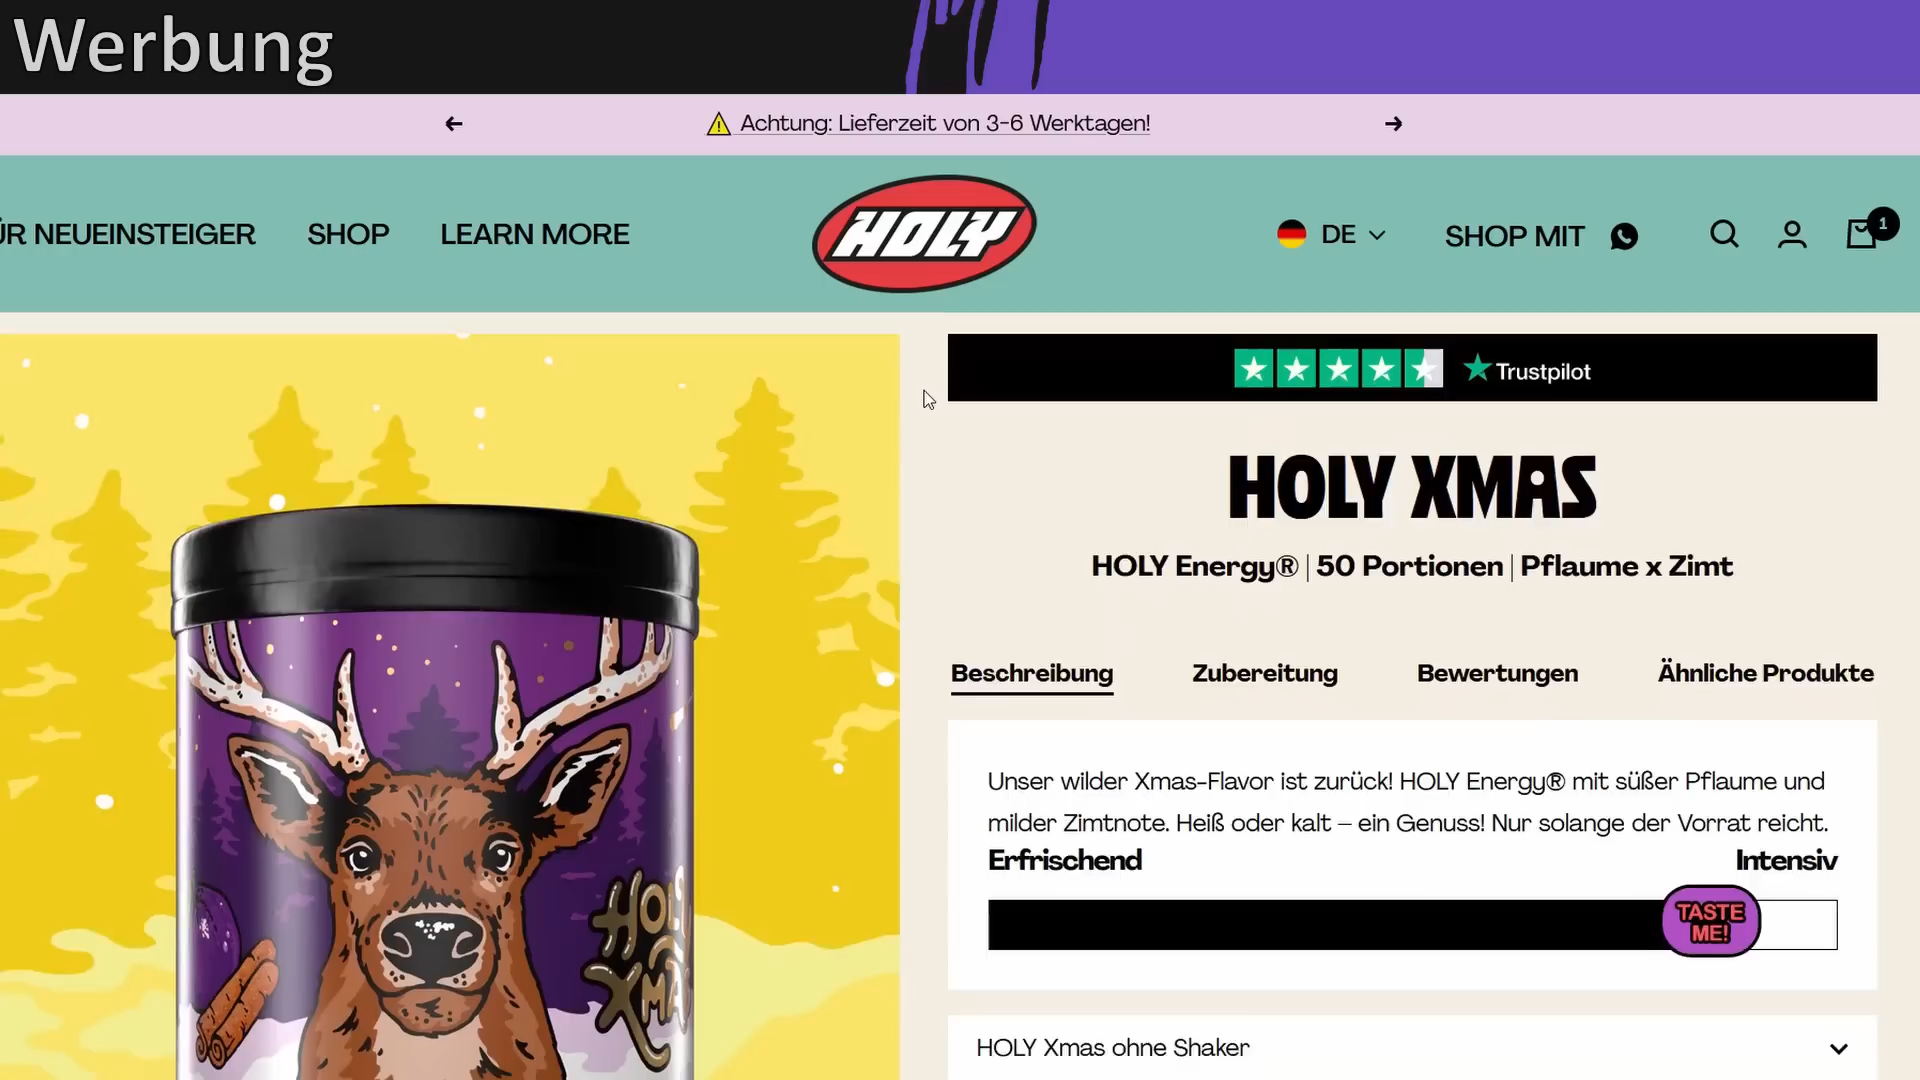 Werbung
Achtung: Lieferzeit von 3-6 Werktagen!
ÜR NEUEINSTEIGER
SHOP
LEARN MORE
HOLY
DE
SHOP MIT
1
Trustpilot
HOLY XMAS
HOLY Energy® | 50 Portionen | Pflaume x Zimt
Beschreibung
Zubereitung
Bewertungen
Ähnliche Produkte
Unser wilder Xmas-Flavor ist zurück! HOLY Energy® mit süßer Pflaume und
milder Zimtnote. Heiß oder kalt – ein Genuss! Nur solange der Vorrat reicht.
Erfrischend
Intensiv
TASTE
ME!
HOLY Xmas ohne Shaker
HOLY
XMA